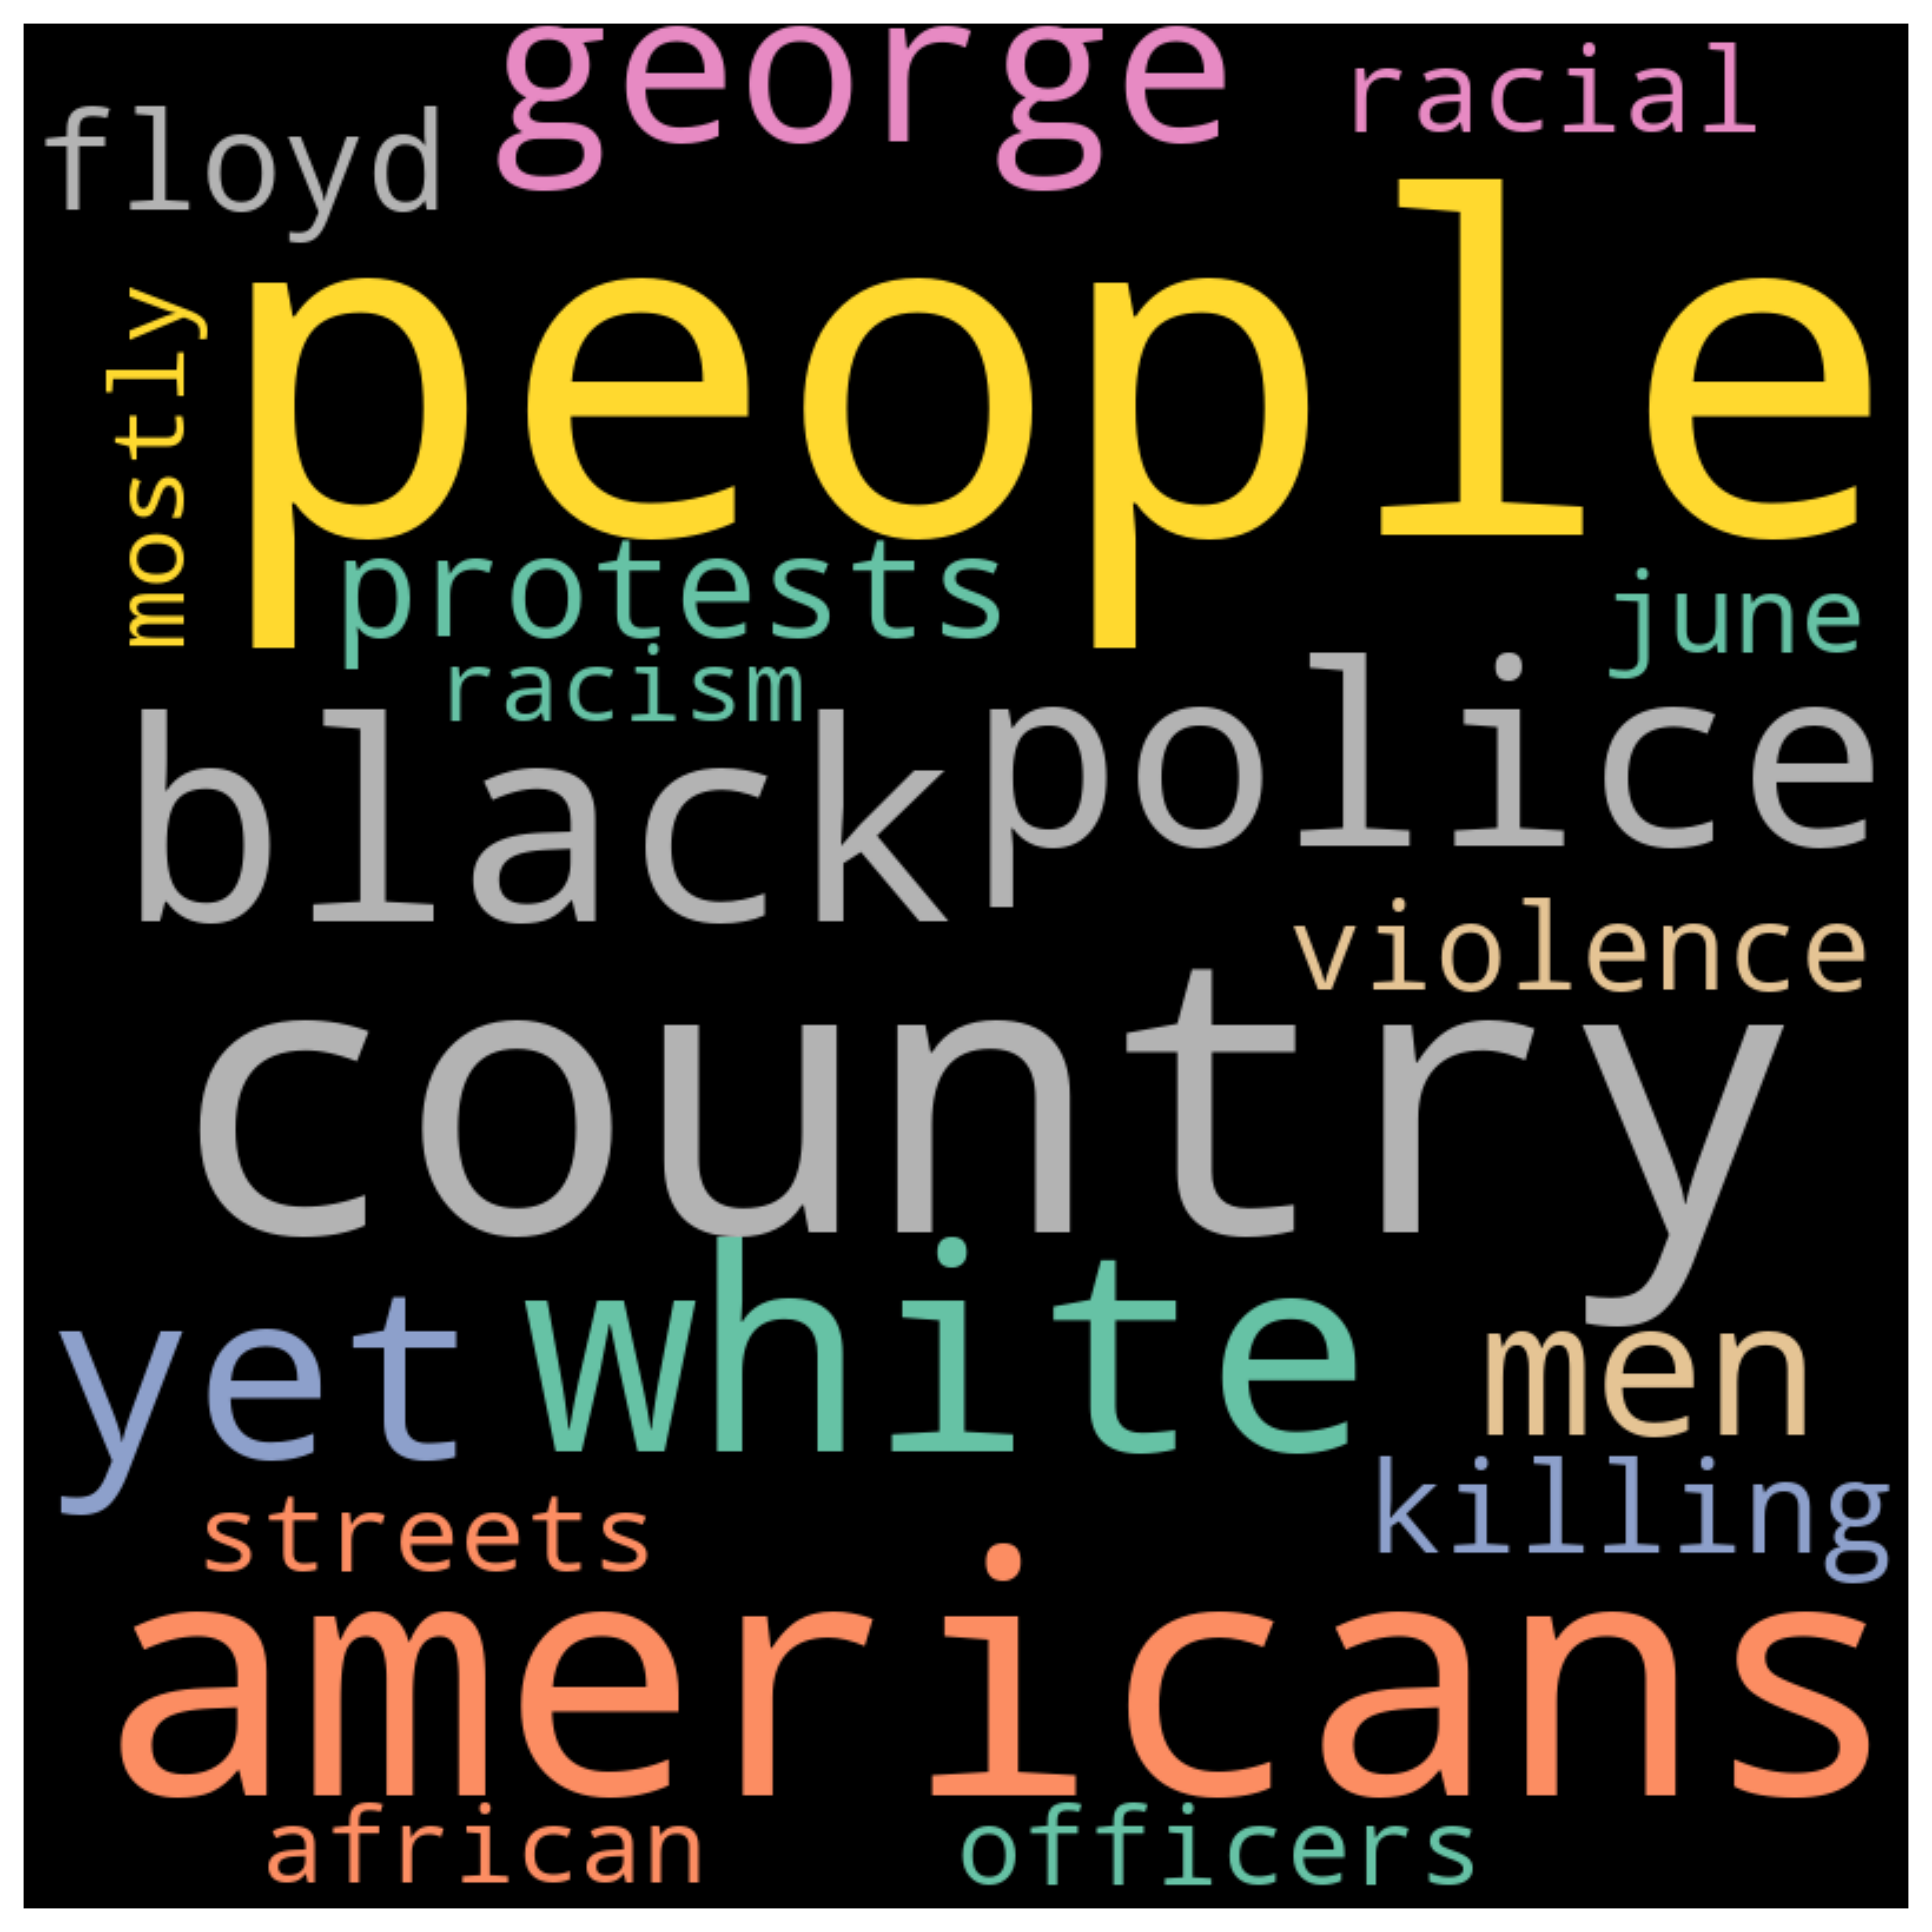 george
racial
floyd
people
mostly
protests
june
racism
police
black
violence
country
white
yet
men
killing
streets
americans
african
officers